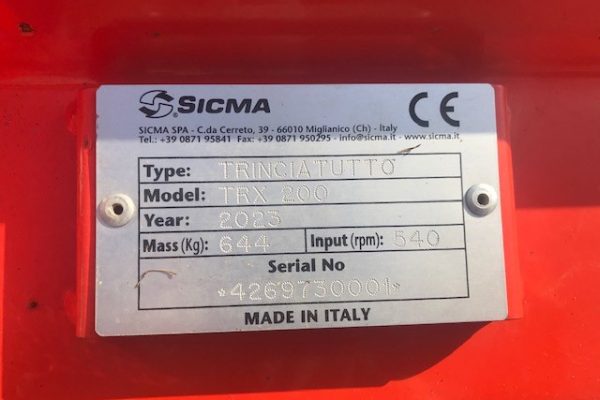 SICMA CE
SICMA SPA - C.da Cerreto, 39 - 66010 Miglianico (Ch) - Italy
Tel.: +39 0871 95841 Fax: +39 0871 950295 - info@sicma.it - www.sicma.it
Type: TRINCIATUTTO
Model: TRX 200
Year: 2023
Mass (Kg): 644 Input (rpm): 540
Serial No
*4269730001*
MADE IN ITALY